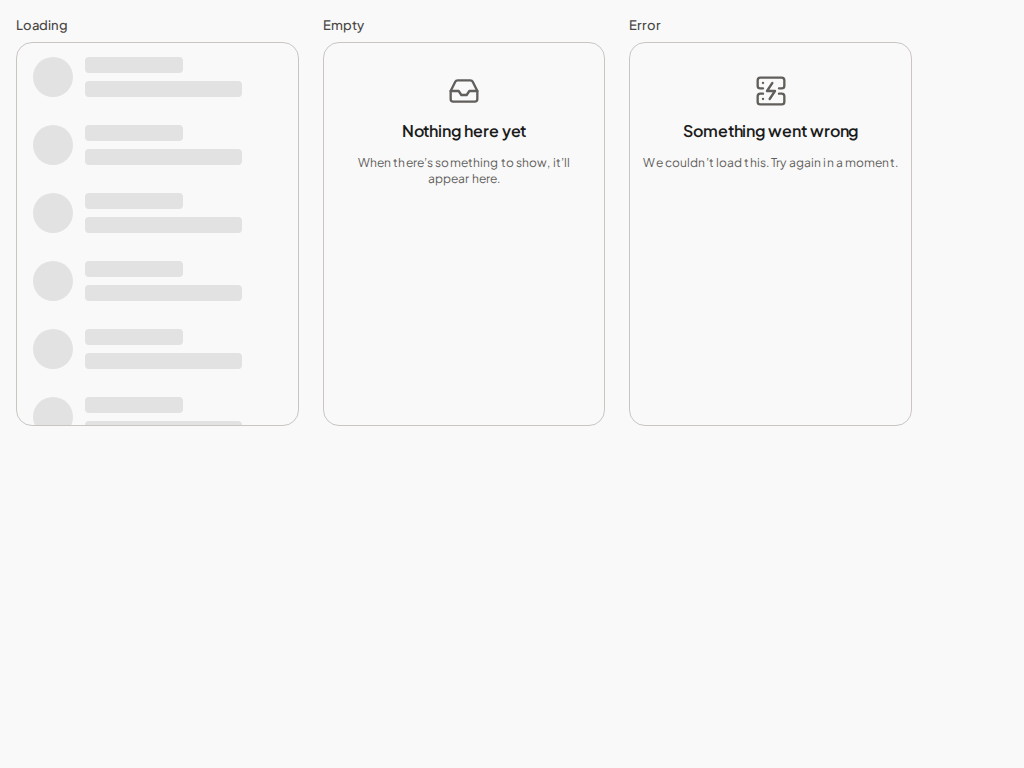 Loading
Empty
Error
Nothing here yet
When there’s something to show, it’ll
appear here.
Something went wrong
We couldn’t load this. Try again in a moment.